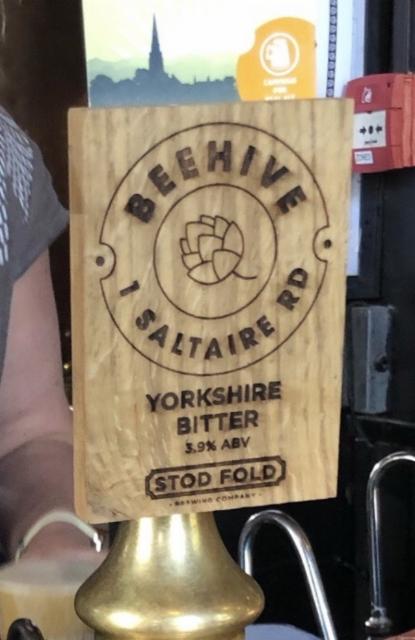 BEEHIVE
1 SALTAIRE RD
YORKSHIRE
BITTER
3.9% ABV
STOD FOLD
- BREWING COMPANY -